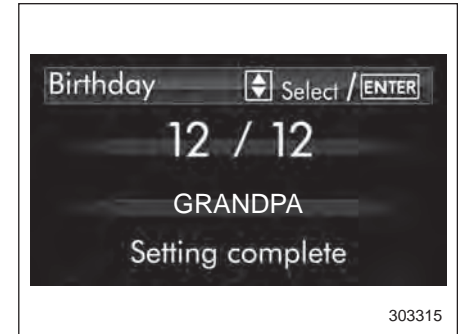 Birthday Select / ENTER
12 / 12
GRANDPA
Setting complete
303315